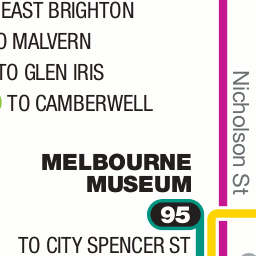 EAST BRIGHTON
O MALVERN
TO GLEN IRIS
TO CAMBERWELL
Nicholson St
MELBOURNE
MUSEUM
95
TO CITY SPENCER ST